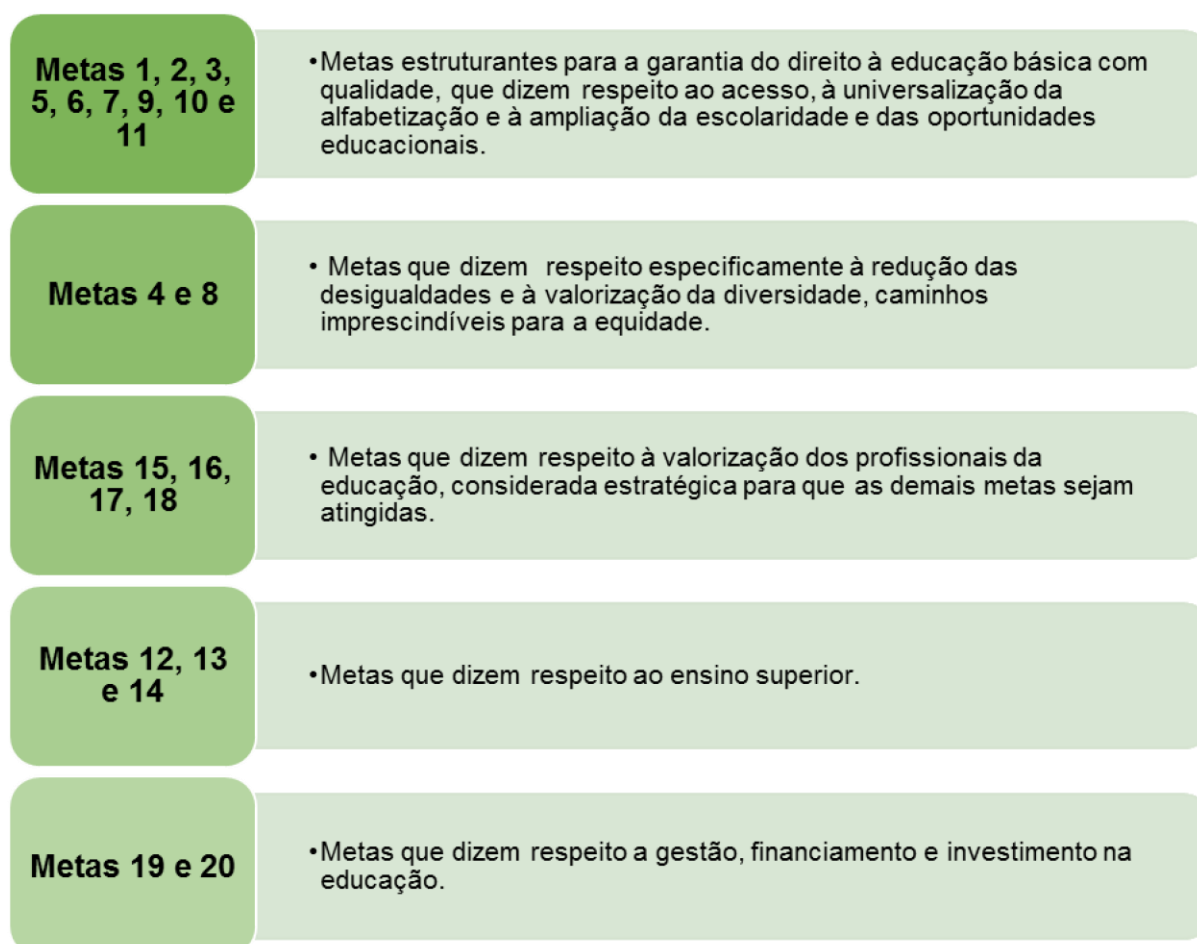 Metas 1, 2, 3,
5, 6, 7, 9, 10 e
11
•Metas estruturantes para a garantia do direito à educação básica com
qualidade, que dizem respeito ao acesso, à universalização da
alfabetização e à ampliação da escolaridade e das oportunidades
educacionais.
Metas 4 e 8
• Metas que dizem respeito especificamente à redução das
desigualdades e à valorização da diversidade, caminhos
imprescindíveis para a equidade.
Metas 15, 16,
17, 18
• Metas que dizem respeito à valorização dos profissionais da
educação, considerada estratégica para que as demais metas sejam
atingidas.
Metas 12, 13
e 14
•Metas que dizem respeito ao ensino superior.
Metas 19 e 20
•Metas que dizem respeito a gestão, financiamento e investimento na
educação.